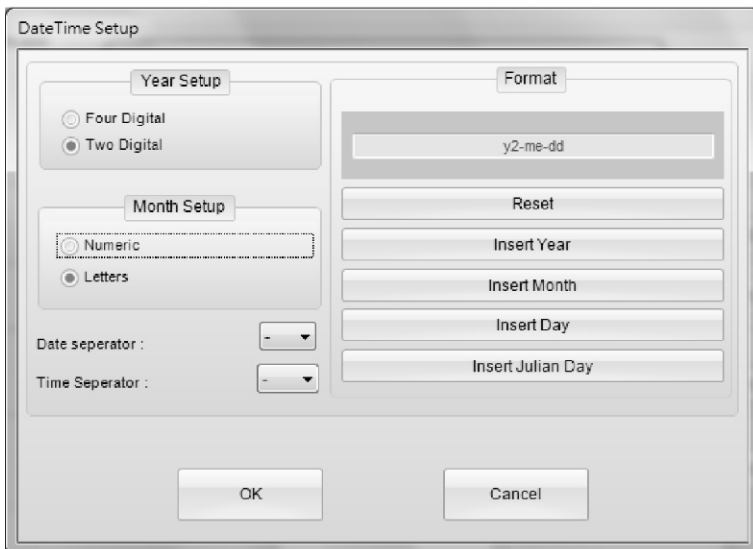 DateTime Setup
Year Setup
Four Digital
Two Digital
Month Setup
Numeric
Letters
Date seperator : -
Time Seperator : -
Format
y2-me-dd
Reset
Insert Year
Insert Month
Insert Day
Insert Julian Day
OK
Cancel